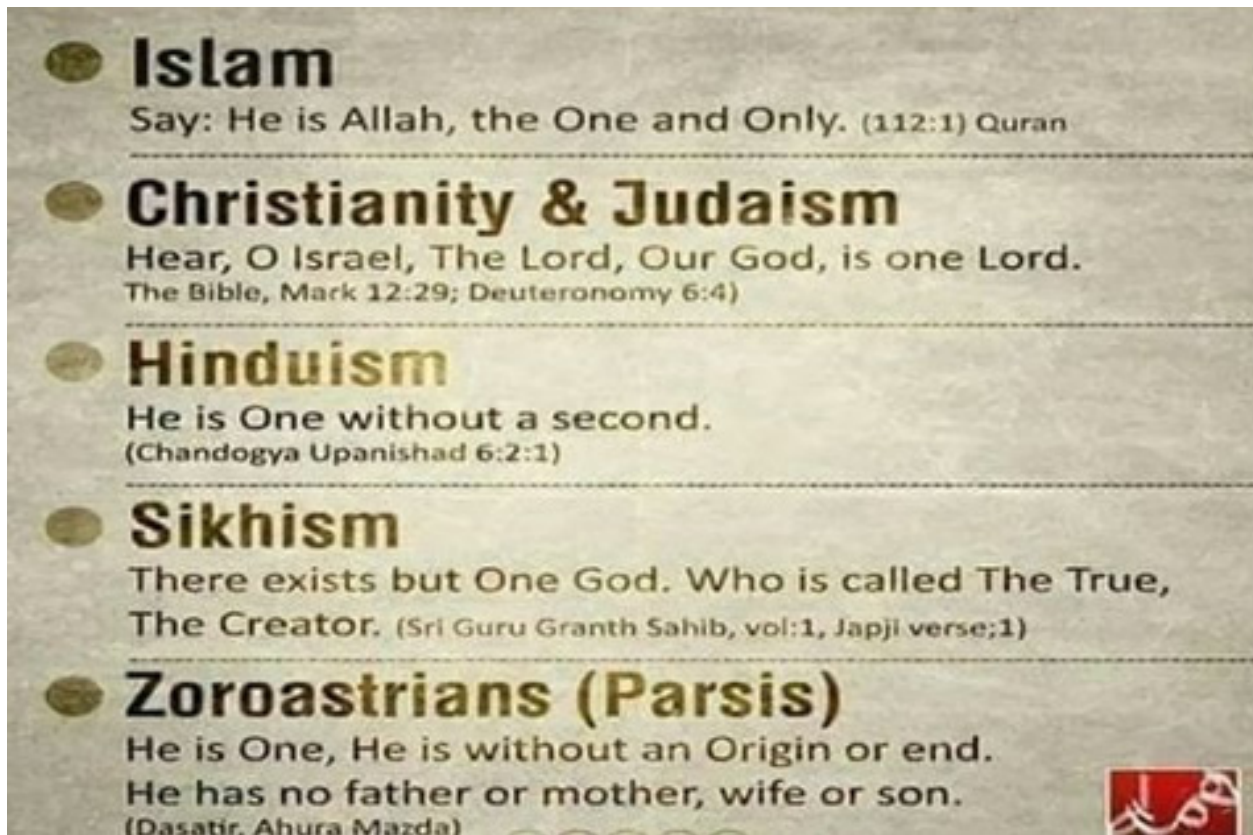 Islam
Say: He is Allah, the One and Only. (112:1) Quran
Christianity & Judaism
Hear, O Israel, The Lord, Our God, is one Lord.
The Bible, Mark 12:29; Deuteronomy 6:4)
Hinduism
He is One without a second.
(Chandogya Upanishad 6:2:1)
Sikhism
There exists but One God. Who is called The True,
The Creator. (Sri Guru Granth Sahib, vol:1, Japji verse;1)
Zoroastrians (Parsis)
He is One, He is without an Origin or end.
He has no father or mother, wife or son.
(Dasatir, Ahura Mazda)